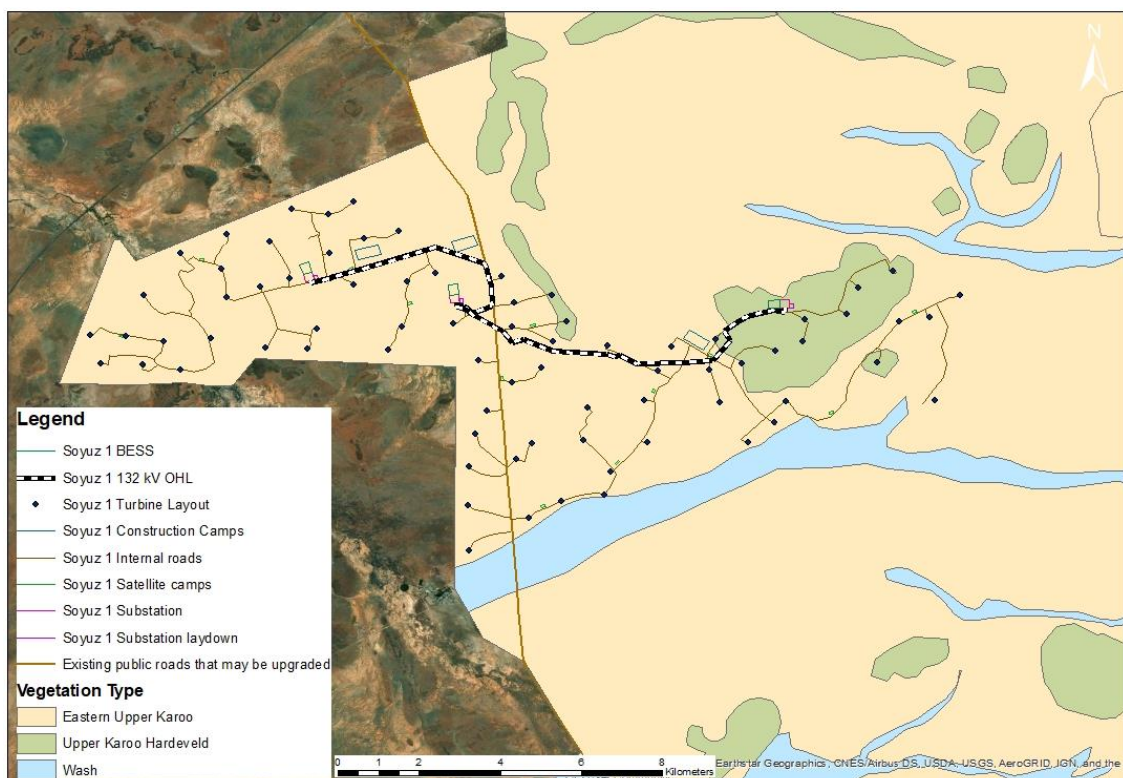 N
Legend
Soyuz 1 BESS
Soyuz 1 132 kV OHL
Soyuz 1 Turbine Layout
Soyuz 1 Construction Camps
Soyuz 1 Internal roads
Soyuz 1 Satellite camps
Soyuz 1 Substation
Soyuz 1 Substation laydown
Existing public roads that may be upgraded
Vegetation Type
Eastern Upper Karoo
Upper Karoo Hardeveld
Wash
0 1 2 4 6 8
Kilometers
Earthstar Geographics, CNES/Airbus DS, USDA, USGS, AeroGRID, IGN, and the